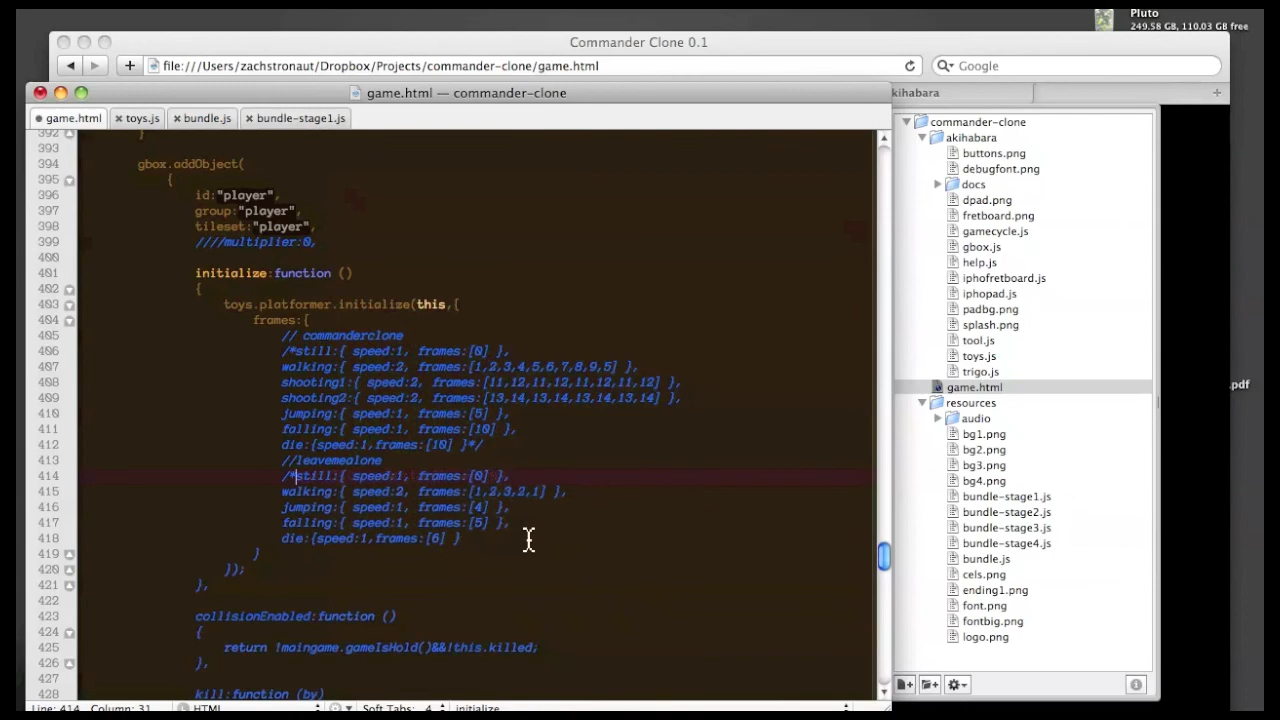 Pluto
249.58 GB, 110.03 GB free
Commander Clone 0.1
file:///Users/zachstronaut/Dropbox/Projects/commander-clone/game.html
Google
game.html — commander-clone
akihabara
game.html
toys.js
bundle.js
bundle-stage1.js
392 }
393
394 gbox.addObject(
395 {
396 id:"player",
397 group:"player",
398 tileset:"player",
399 ////multiplier:0,
400
401 initialize:function ()
402 {
403 toys.platformer.initialize(this,[
404 frames:{
405 // commanderclone
406 /*still:{ speed:1, frames:[0] },
407 walking:{ speed:2, frames:[1,2,3,4,5,6,7,8,9,5] },
408 shooting1:{ speed:2, frames:[11,12,11,12,11,12,11,12] },
409 shooting2:{ speed:2, frames:[13,14,13,14,13,14,13,14] },
410 jumping:{ speed:1, frames:[5] },
411 falling:{ speed:1, frames:[10] },
412 die:{speed:1,frames:[10] }*/
413 //leavemealone
414 /*still:{ speed:1, frames:[0] },
415 walking:{ speed:2, frames:[1,2,3,2,1] },
416 jumping:{ speed:1, frames:[4] },
417 falling:{ speed:1, frames:[5] },
418 die:{speed:1,frames:[6] }
419 }
420 });
421 },
422
423 collisionEnabled:function ()
424 {
425 return !maingame.gameIsHold()&&!this.killed;
426 },
427
428 kill:function (by)
Line: 414 Column: 31 HTML Soft Tabs: 4 initialize
commander-clone
akihabara
buttons.png
debugfont.png
docs
dpad.png
fretboard.png
gamecycle.js
gbox.js
help.js
iphofretboard.js
iphopad.js
padbg.png
splash.png
tool.js
toys.js
trigo.js
game.html
resources
audio
bg1.png
bg2.png
bg3.png
bg4.png
bundle-stage1.js
bundle-stage2.js
bundle-stage3.js
bundle-stage4.js
bundle.js
cels.png
ending1.png
font.png
fontbig.png
logo.png
.pdf